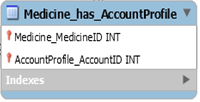 Medicine_has_AccountProfile
Medicine_MedicineID INT
AccountProfile_AccountID INT
Indexes